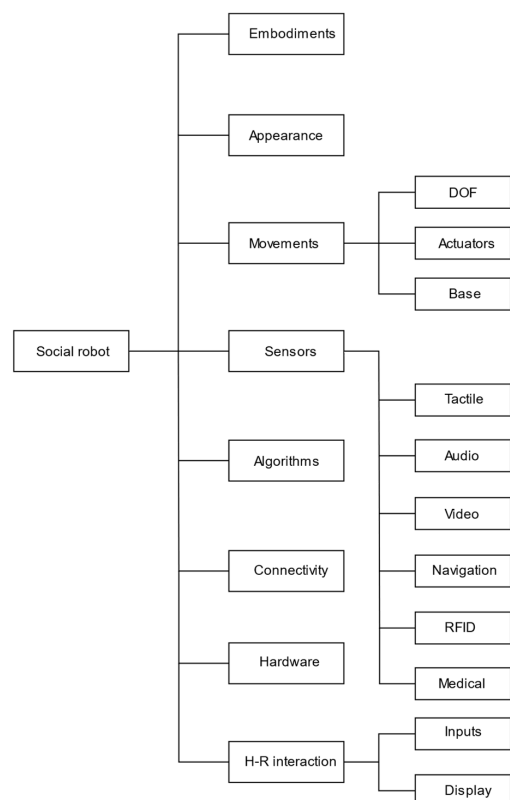 Embodiments
Appearance
DOF
Movements
Actuators
Base
Social robot
Sensors
Tactile
Audio
Algorithms
Video
Connectivity
Navigation
RFID
Hardware
Medical
Inputs
H-R interaction
Display